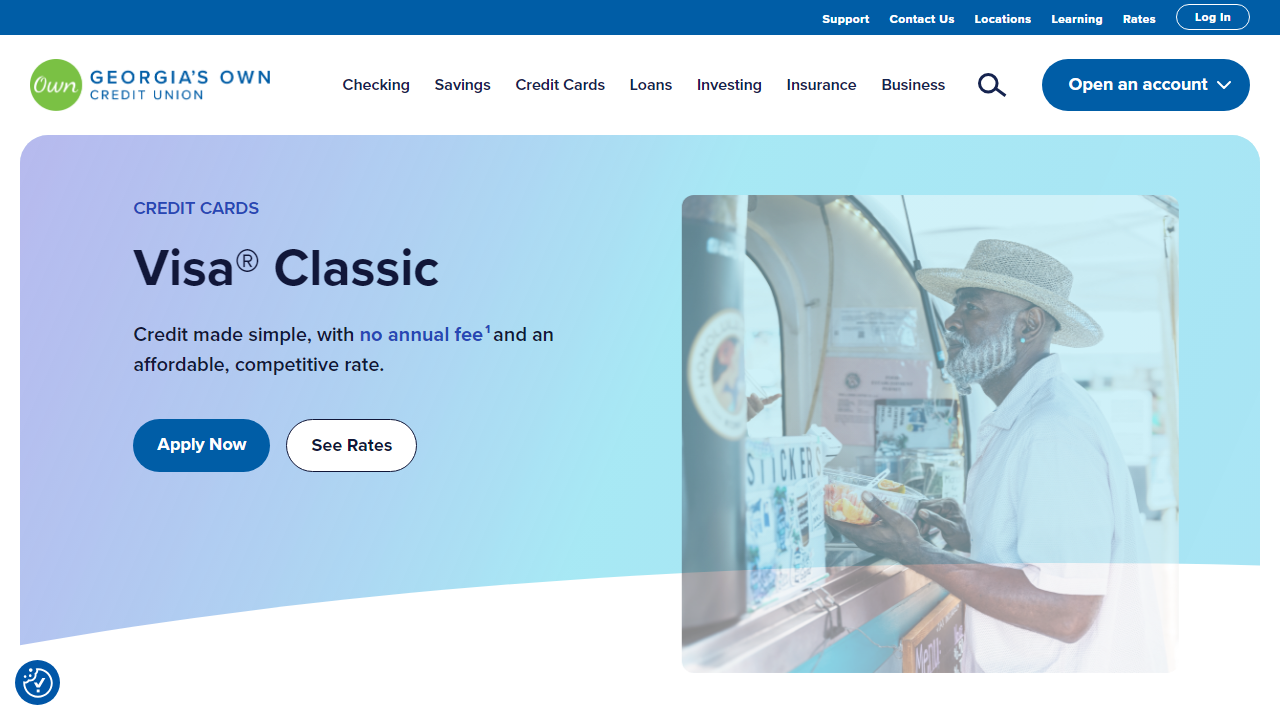 Support Contact Us Locations Learning Rates Log In
Own GEORGIA'S OWN
CREDIT UNION
Checking Savings Credit Cards Loans Investing Insurance Business Open an account
CREDIT CARDS
Visa® Classic
Credit made simple, with no annual fee¹ and an
affordable, competitive rate.
Apply Now See Rates
STICKERS
Menu